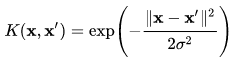 K(x, x′) = exp(−‖x − x′‖² / 2σ²)